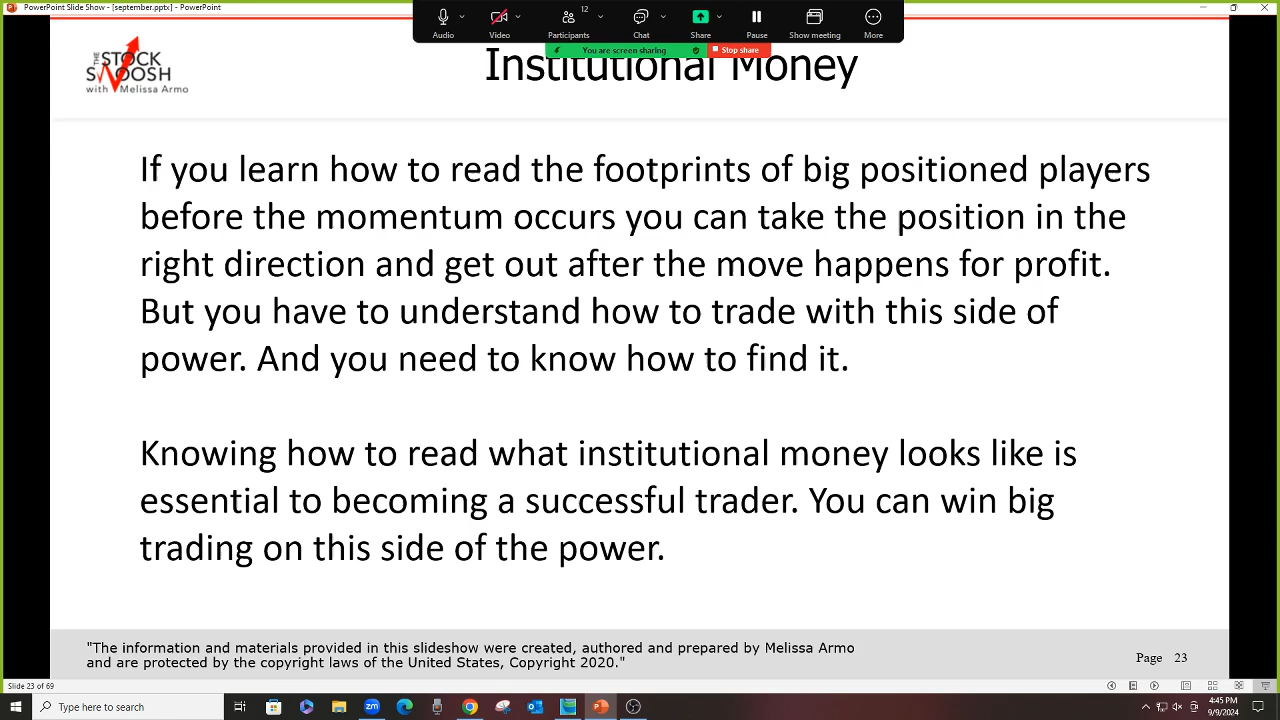 PowerPoint Slide Show - [september.pptx] - PowerPoint
Audio
Video
12
Participants
Chat
Share
Pause
Show meeting
More
You are screen sharing
Stop share
THE
STOCK
SWOOSH
with Melissa Armo
Institutional Money
If you learn how to read the footprints of big positioned players
before the momentum occurs you can take the position in the
right direction and get out after the move happens for profit.
But you have to understand how to trade with this side of
power. And you need to know how to find it.
Knowing how to read what institutional money looks like is
essential to becoming a successful trader. You can win big
trading on this side of the power.
"The information and materials provided in this slideshow were created, authored and prepared by Melissa Armo
and are protected by the copyright laws of the United States, Copyright 2020."
Page 23
Slide 23 of 69
Type here to search
zm
4:45 PM
9/9/2024